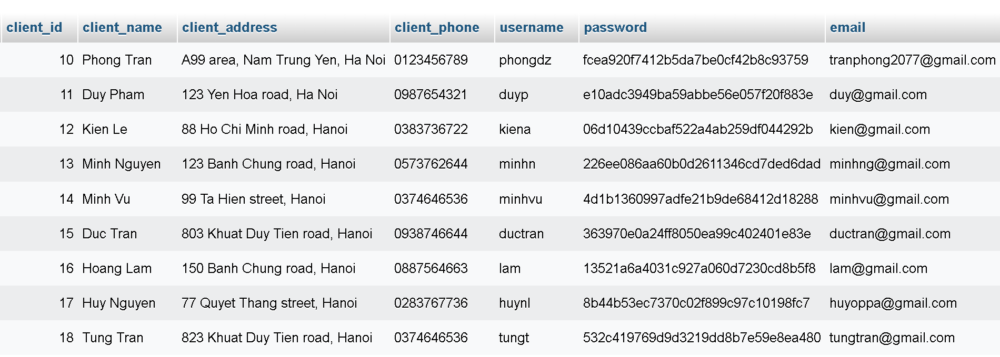 client_id client_name client_address client_phone username password email
10 Phong Tran A99 area, Nam Trung Yen, Ha Noi 0123456789 phongdz fcea920f7412b5da7be0cf42b8c93759 tranphong2077@gmail.com
11 Duy Pham 123 Yen Hoa road, Ha Noi 0987654321 duyp e10adc3949ba59abbe56e057f20f883e duy@gmail.com
12 Kien Le 88 Ho Chi Minh road, Hanoi 0383736722 kiena 06d10439ccbaf522a4ab259df044292b kien@gmail.com
13 Minh Nguyen 123 Banh Chung road, Hanoi 0573762644 minhn 226ee086aa60b0d2611346cd7ded6dad minhng@gmail.com
14 Minh Vu 99 Ta Hien street, Hanoi 0374646536 minhvu 4d1b1360997adfe21b9de68412d18288 minhvu@gmail.com
15 Duc Tran 803 Khuat Duy Tien road, Hanoi 0938746644 ductran 363970e0a24ff8050ea99c402401e83e ductran@gmail.com
16 Hoang Lam 150 Banh Chung road, Hanoi 0887564663 lam 13521a6a4031c927a060d7230cd8b5f8 lam@gmail.com
17 Huy Nguyen 77 Quyet Thang street, Hanoi 0283767736 huynl 8b44b53ec7370c02f899c97c10198fc7 huyoppa@gmail.com
18 Tung Tran 823 Khuat Duy Tien road, Hanoi 0374646536 tungt 532c419769d9d3219dd8b7e59e8ea480 tungtran@gmail.com